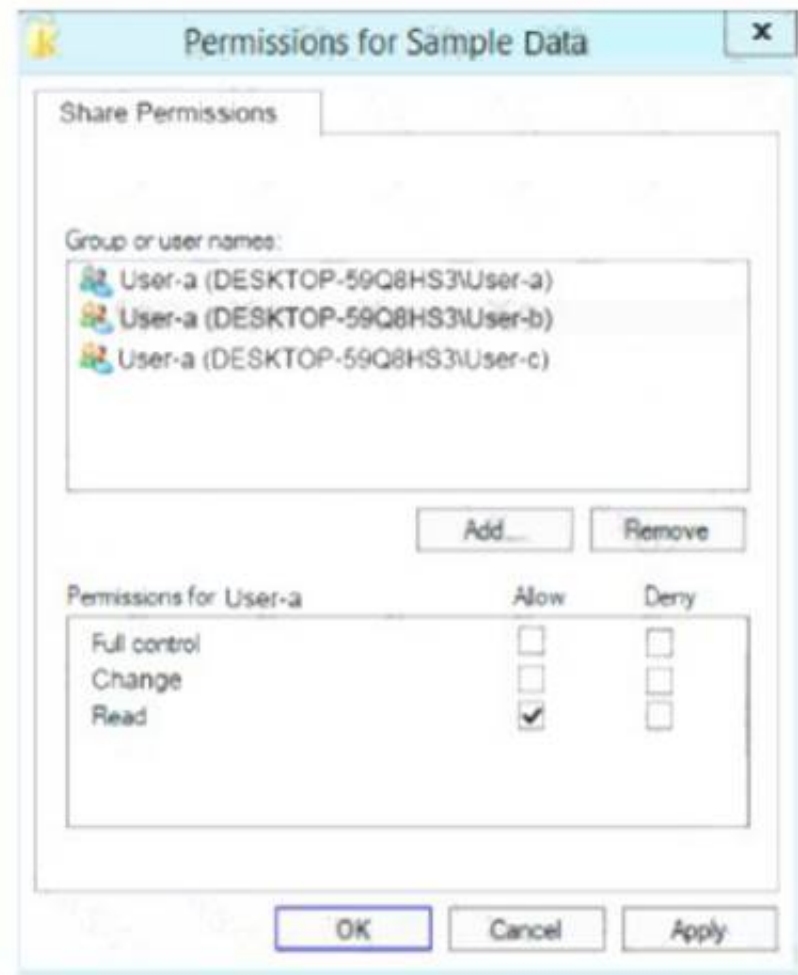 Permissions for Sample Data
x
Share Permissions
Group or user names:
User-a (DESKTOP-59Q8HS3\User-a)
User-a (DESKTOP-59Q8HS3\User-b)
User-a (DESKTOP-59Q8HS3\User-c)
Add... Remove
Permissions for User-a Allow Deny
Full control
Change
Read
OK Cancel Apply